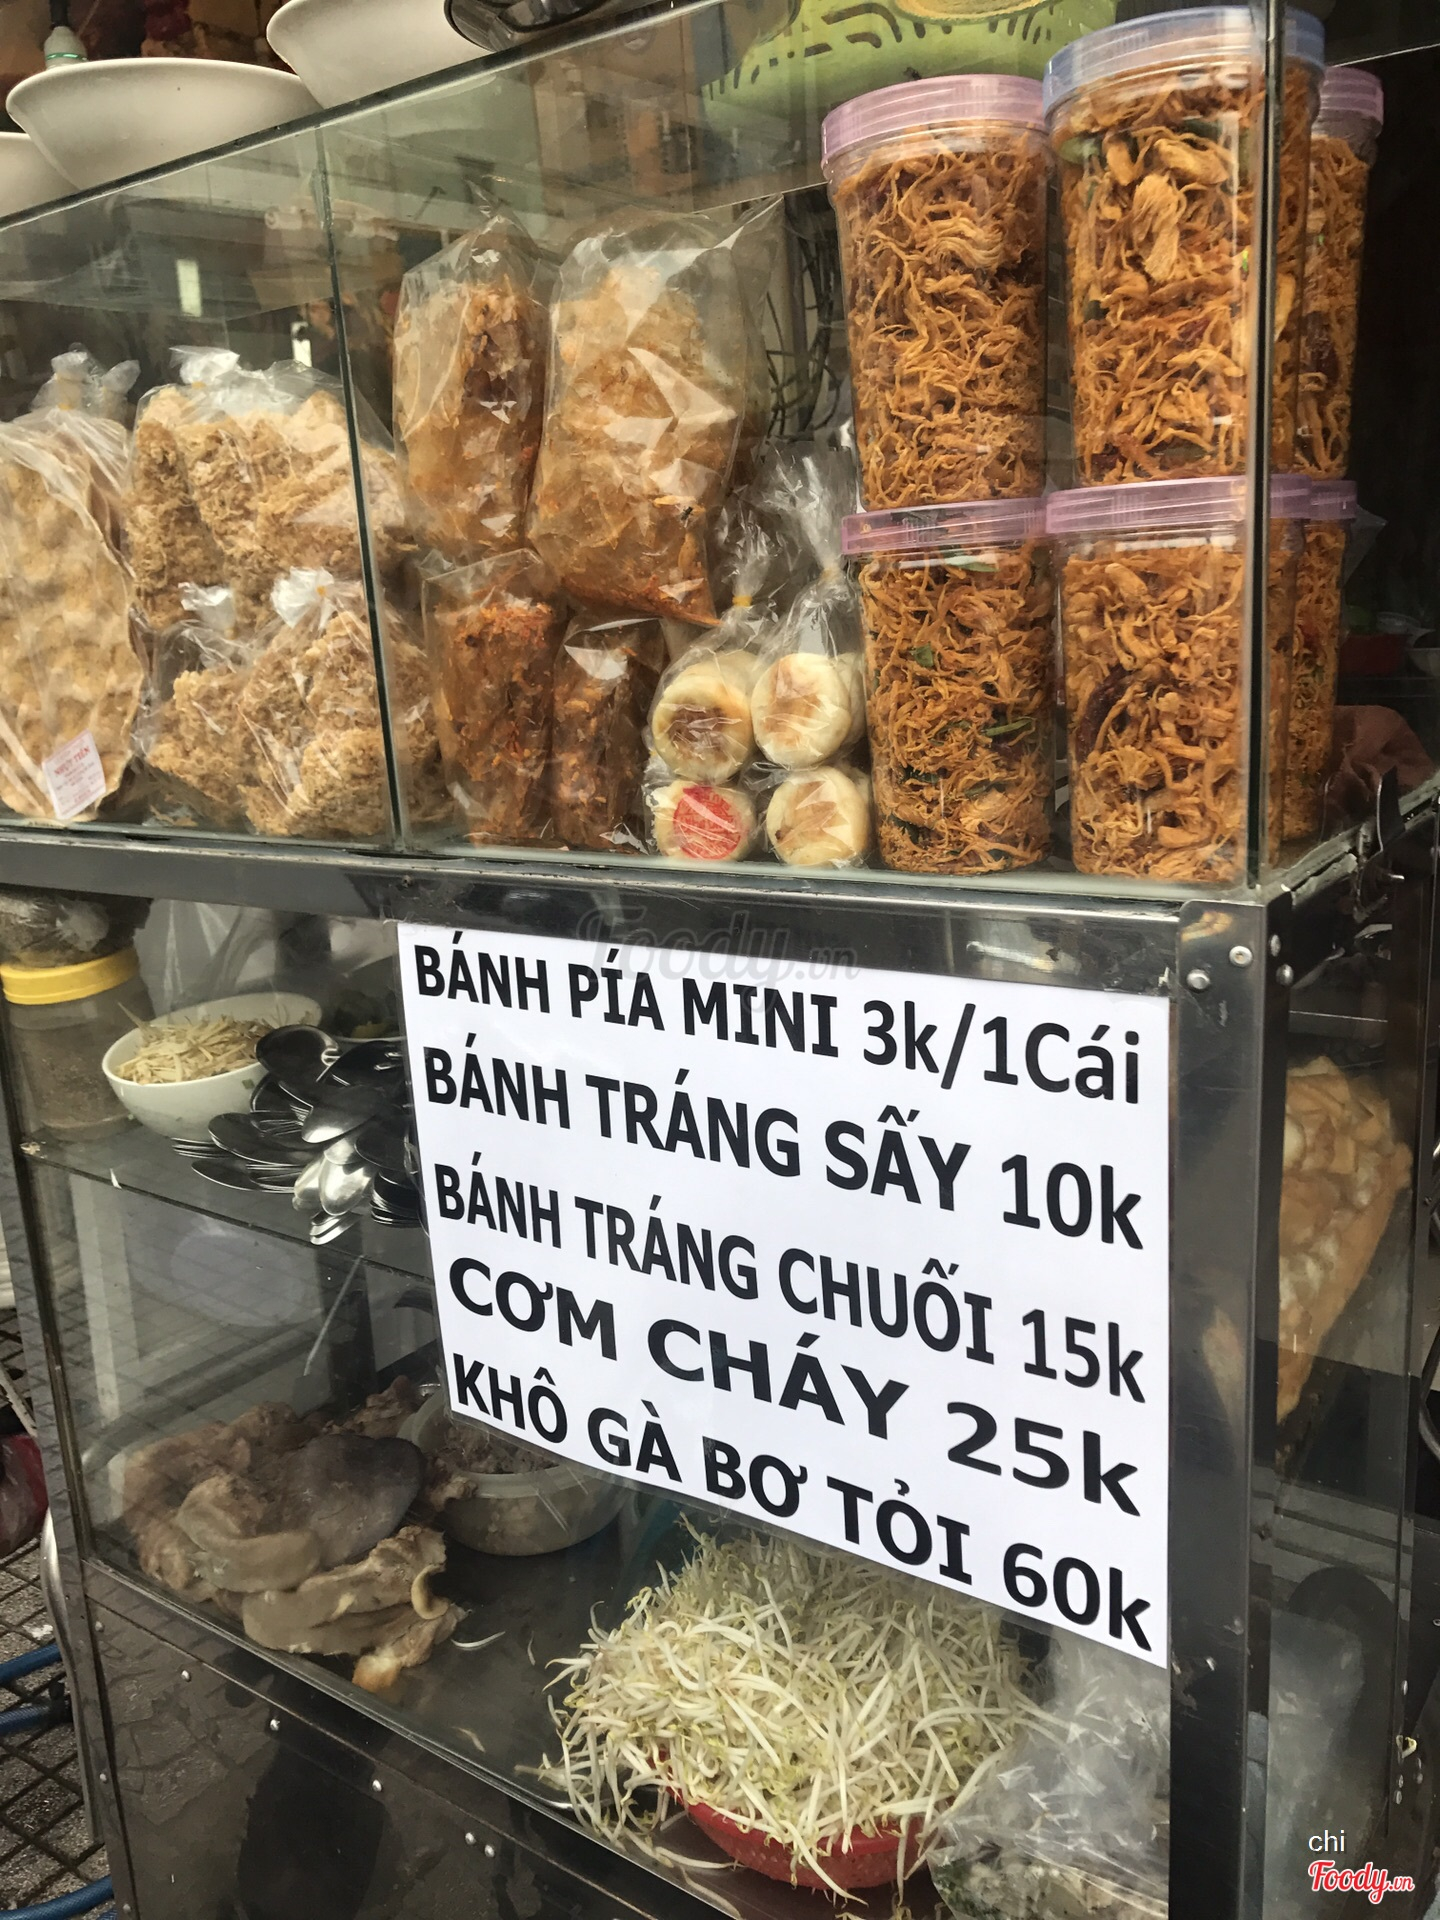 BÁNH PÍA MINI 3k/1Cái
BÁNH TRÁNG SẤY 10k
BÁNH TRÁNG CHUỐI 15k
CƠM CHÁY 25k
KHÔ GÀ BƠ TỎI 60k
Foody.vn
chi
Foody.vn